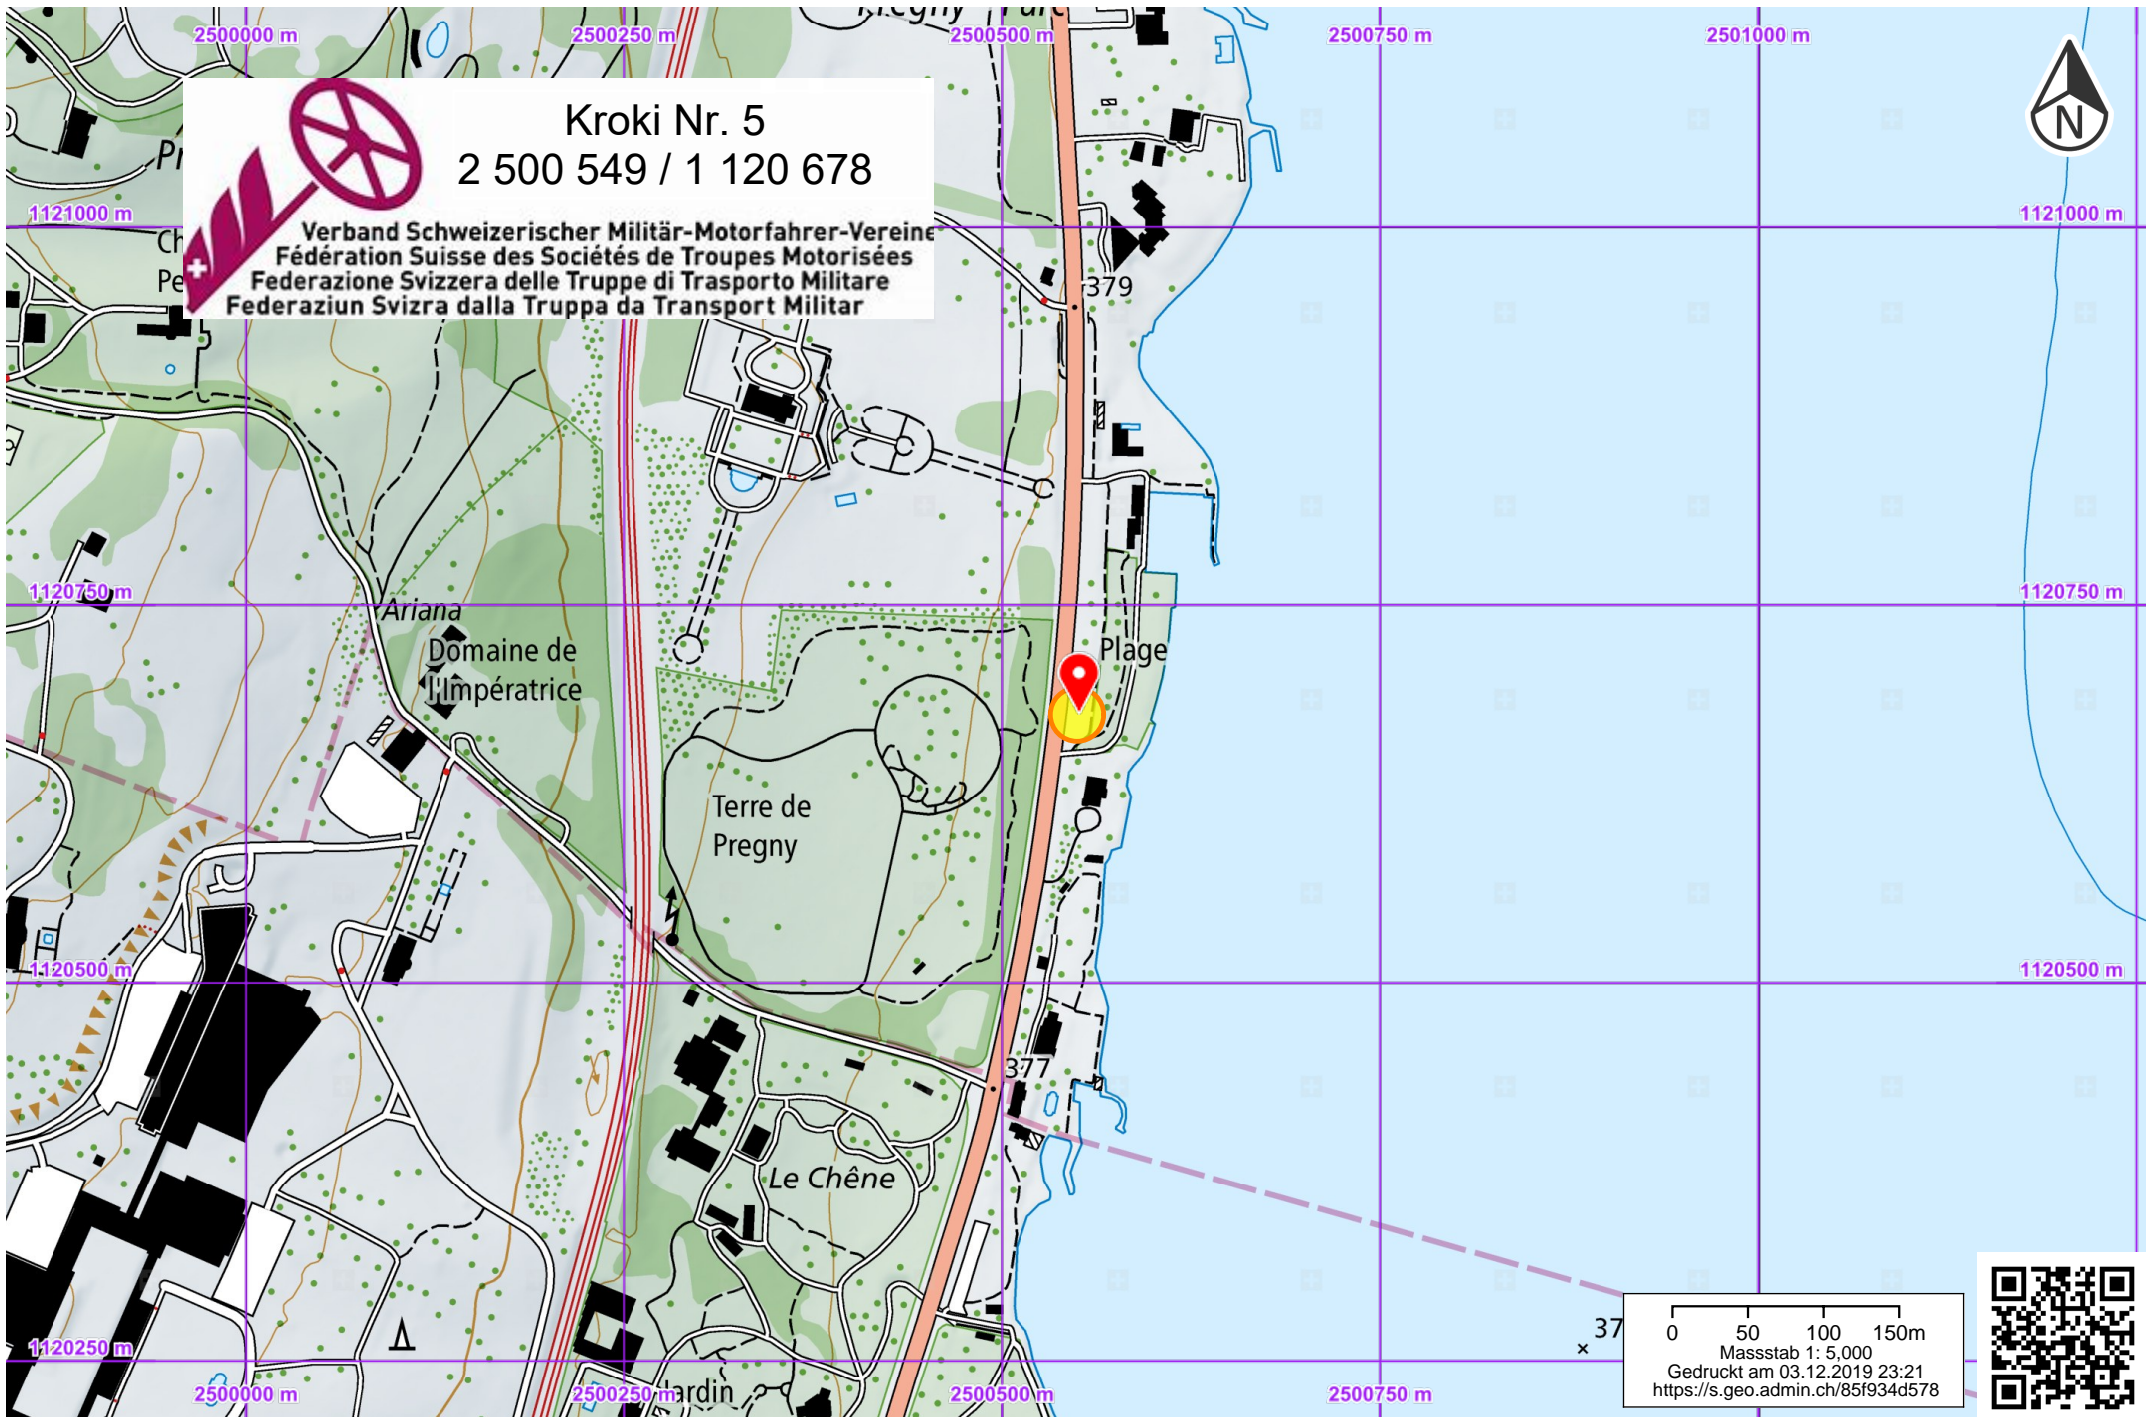 2500000 m
2500250 m
2500500 m
2500750 m
2501000 m
Kroki Nr. 5
2 500 549 / 1 120 678
Verband Schweizerischer Militär-Motorfahrer-Vereine
Fédération Suisse des Sociétés de Troupes Motorisées
Federazione Svizzera delle Truppe di Trasporto Militare
Federaziun Svizra dalla Truppa da Transport Militar
N
1121000 m
1121000 m
379
1120750 m
1120750 m
Ariana
Domaine de
l'Impératrice
Plage
Terre de
Pregny
1120500 m
1120500 m
377
Le Chêne
1120250 m
Jardin
2500000 m
2500250 m
2500500 m
2500750 m
37
0 50 100 150m
Massstab 1: 5,000
Gedruckt am 03.12.2019 23:21
https://s.geo.admin.ch/85f934d578